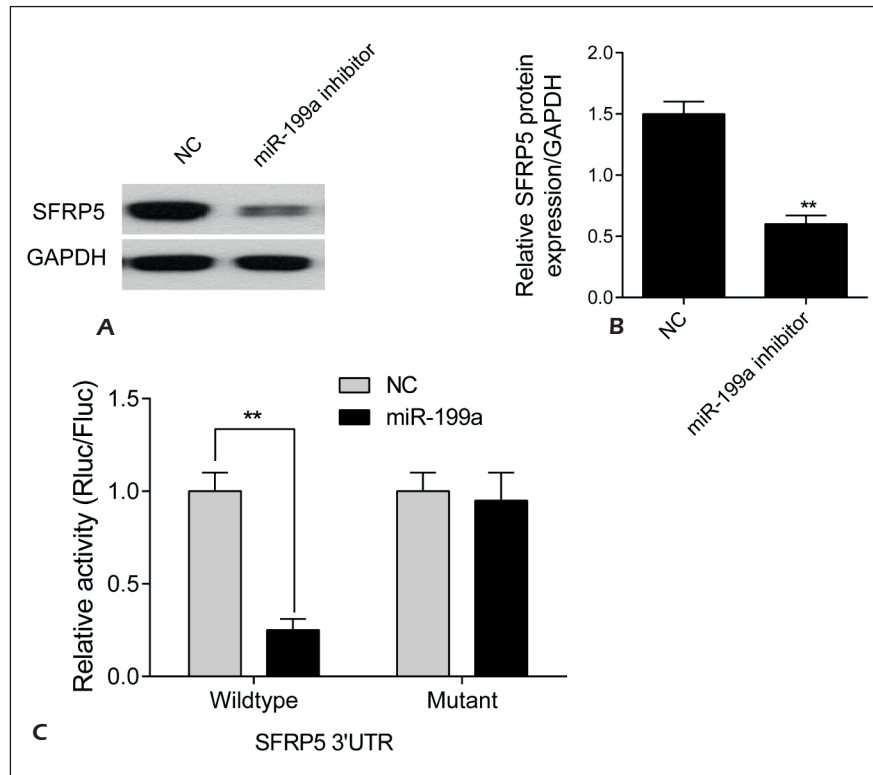 NC
miR-199a inhibitor
SFRP5
GAPDH
A
Relative SFRP5 protein
expression/GAPDH
2.0
1.5
1.0
0.5
0.0
**
NC
miR-199a inhibitor
B
Relative activity (Rluc/Fluc)
1.5
1.0
0.5
0.0
**
NC
miR-199a
Wildtype
Mutant
SFRP5 3'UTR
C